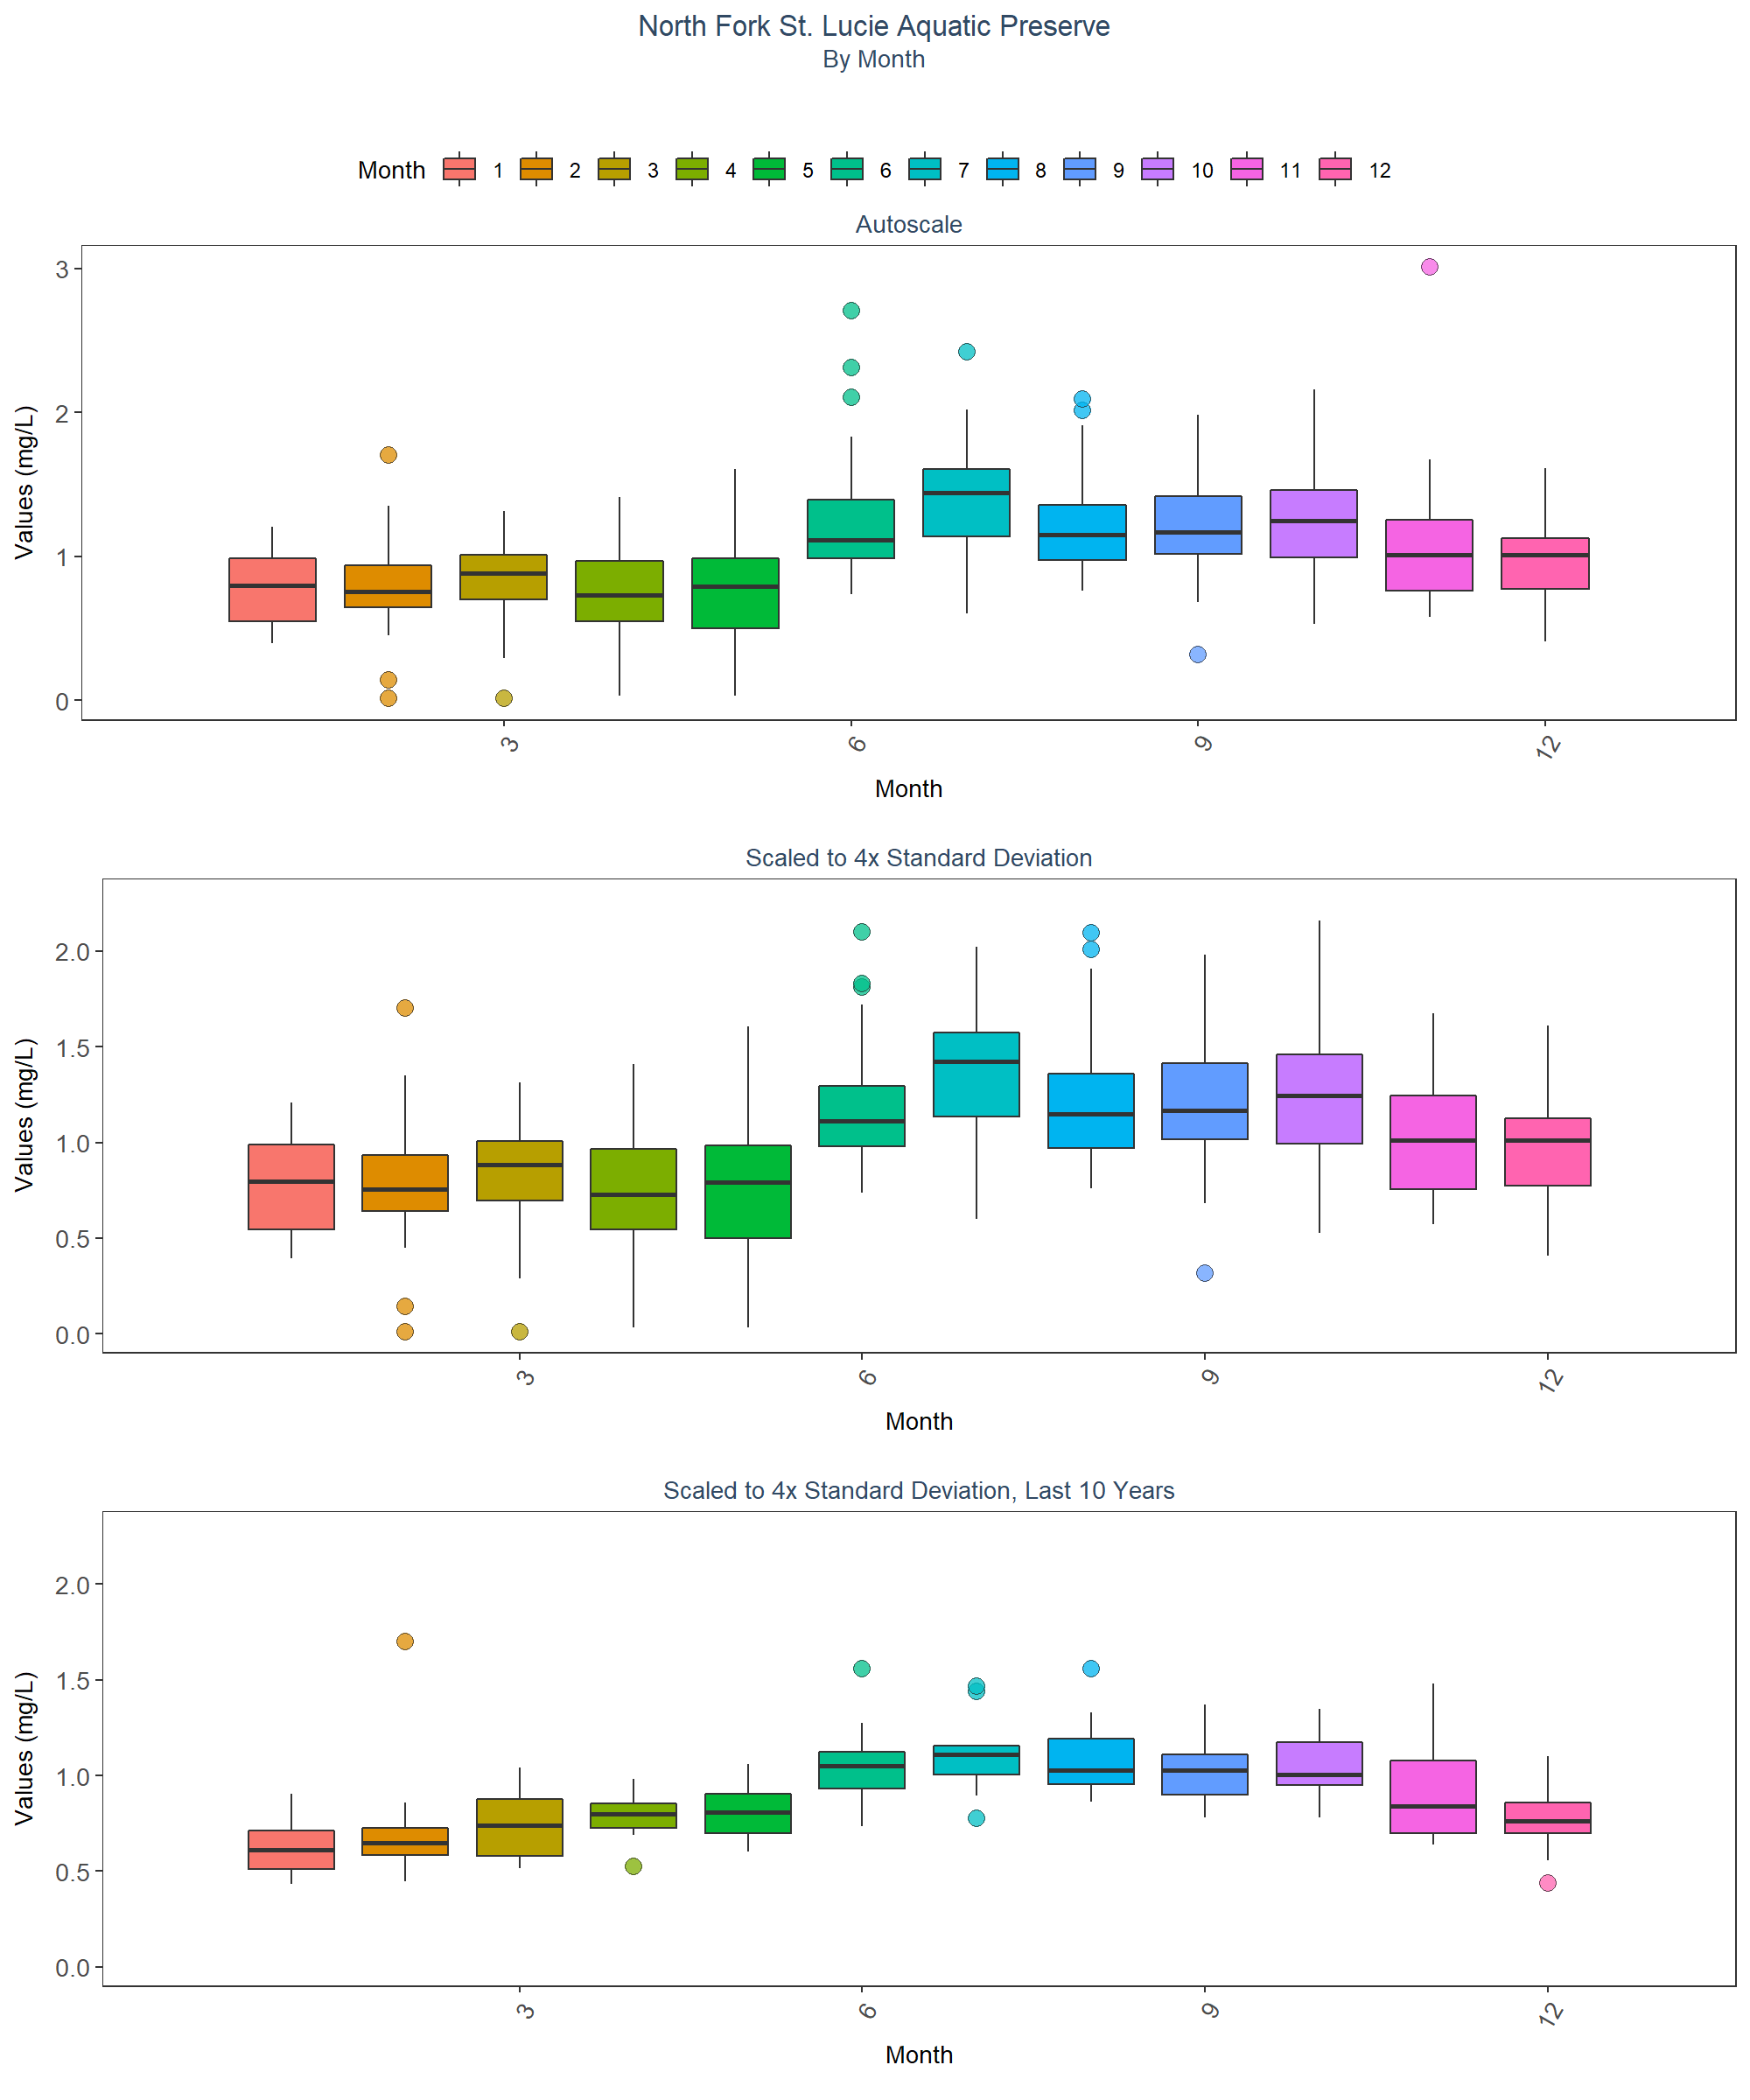 North Fork St. Lucie Aquatic Preserve
By Month
Month 1 2 3 4 5 6 7 8 9 10 11 12
Autoscale
Values (mg/L)
3
2
1
0
3 6 9 12
Month
Scaled to 4x Standard Deviation
Values (mg/L)
2.0
1.5
1.0
0.5
0.0
3 6 9 12
Month
Scaled to 4x Standard Deviation, Last 10 Years
Values (mg/L)
2.0
1.5
1.0
0.5
0.0
3 6 9 12
Month